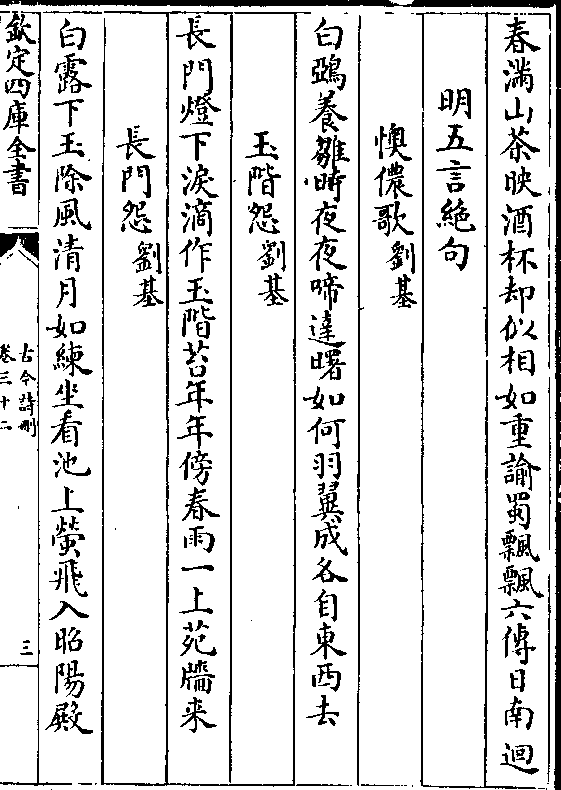 春滿山茶映酒杯却似相如重諭蜀飄飄六傳日南迴
明五言絶句
懊儂歌劉基
白鵶養雛時夜夜啼達曙如何羽翼成各自東西去
玉階怨劉基
長門燈下淚滴作玉階苔年年傍春雨一上苑牆来
長門怨劉基
白露下玉除風清月如練坐看池上螢飛入昭陽殿
欽定四庫全書
古今詩刪
卷三十二
三